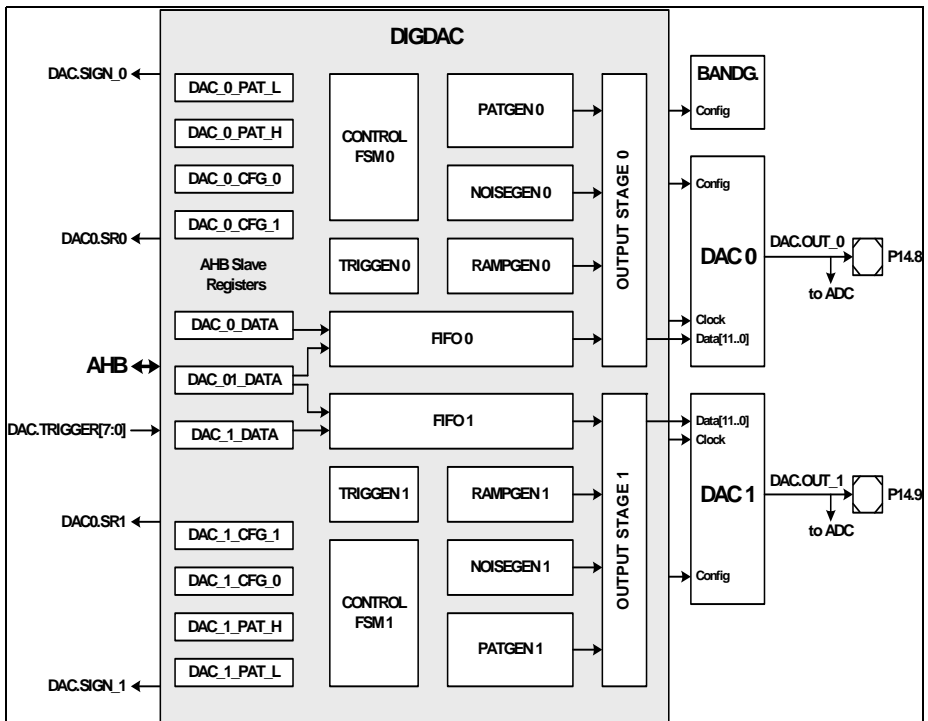 DIGDAC
DAC.SIGN_0
DAC_0_PAT_L
DAC_0_PAT_H
DAC_0_CFG_0
DAC_0_CFG_1
DAC0.SR0
AHB Slave
Registers
CONTROL
FSM 0
TRIGGEN 0
PATGEN 0
NOISEGEN 0
RAMPGEN 0
OUTPUT STAGE 0
BANDG.
Config
Config
DAC 0
Clock
Data[11..0]
DAC.OUT_0
P14.8
to ADC
DAC_0_DATA
FIFO 0
AHB
DAC_01_DATA
FIFO 1
DAC.TRIGGER[7:0]
DAC_1_DATA
TRIGGEN 1
RAMPGEN 1
OUTPUT STAGE 1
Data[11..0]
Clock
DAC 1
Config
DAC.OUT_1
P14.9
to ADC
DAC0.SR1
DAC_1_CFG_1
DAC_1_CFG_0
DAC_1_PAT_H
DAC_1_PAT_L
CONTROL
FSM 1
NOISEGEN 1
PATGEN 1
DAC.SIGN_1